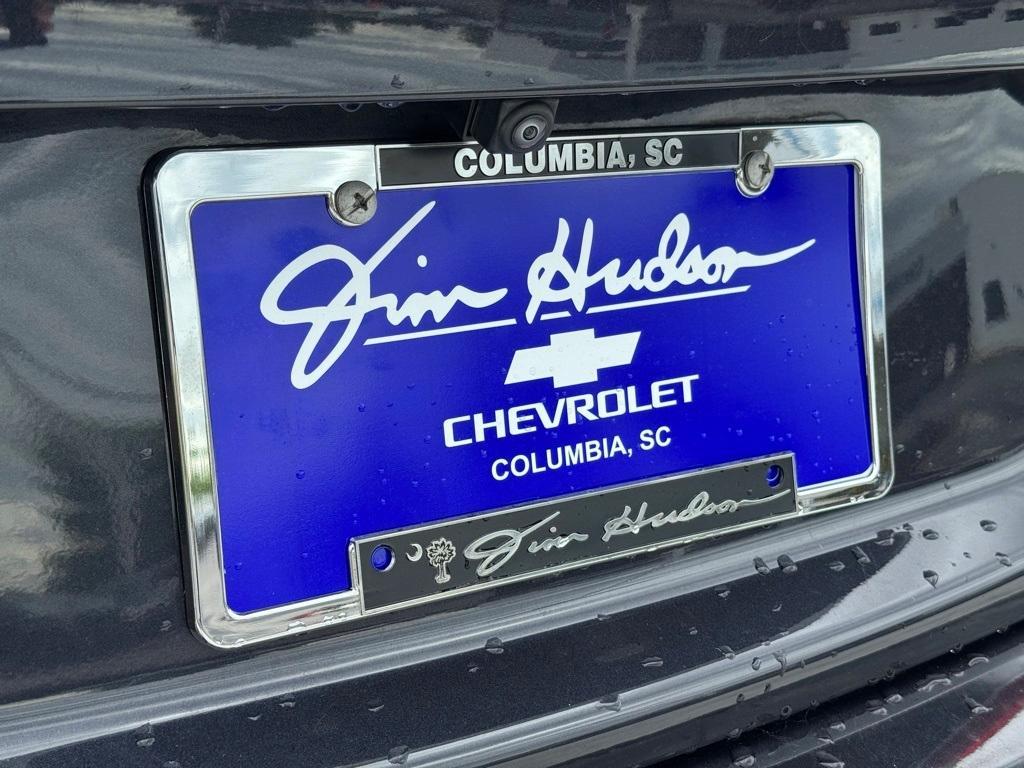 COLUMBIA, SC
Jim Hudson
CHEVROLET
COLUMBIA, SC
Jim Hudson